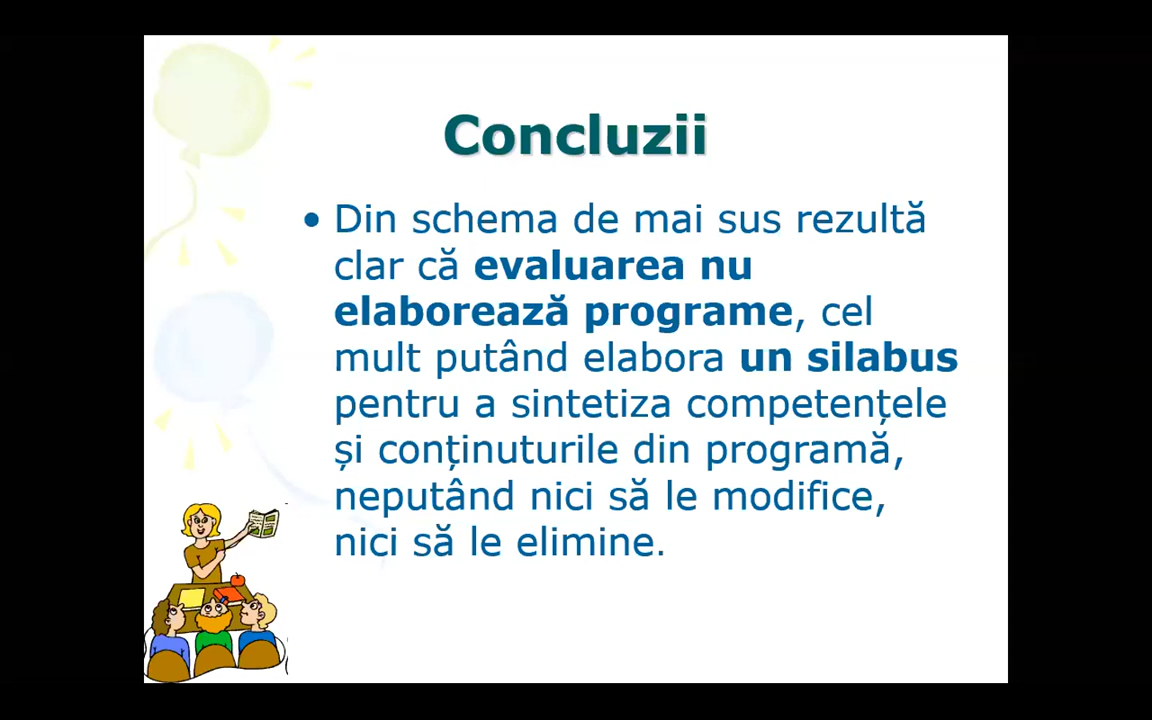 Concluzii
• Din schema de mai sus rezultă
clar că evaluarea nu
elaborează programe, cel
mult putând elabora un silabus
pentru a sintetiza competențele
și conținuturile din programă,
neputând nici să le modifice,
nici să le elimine.